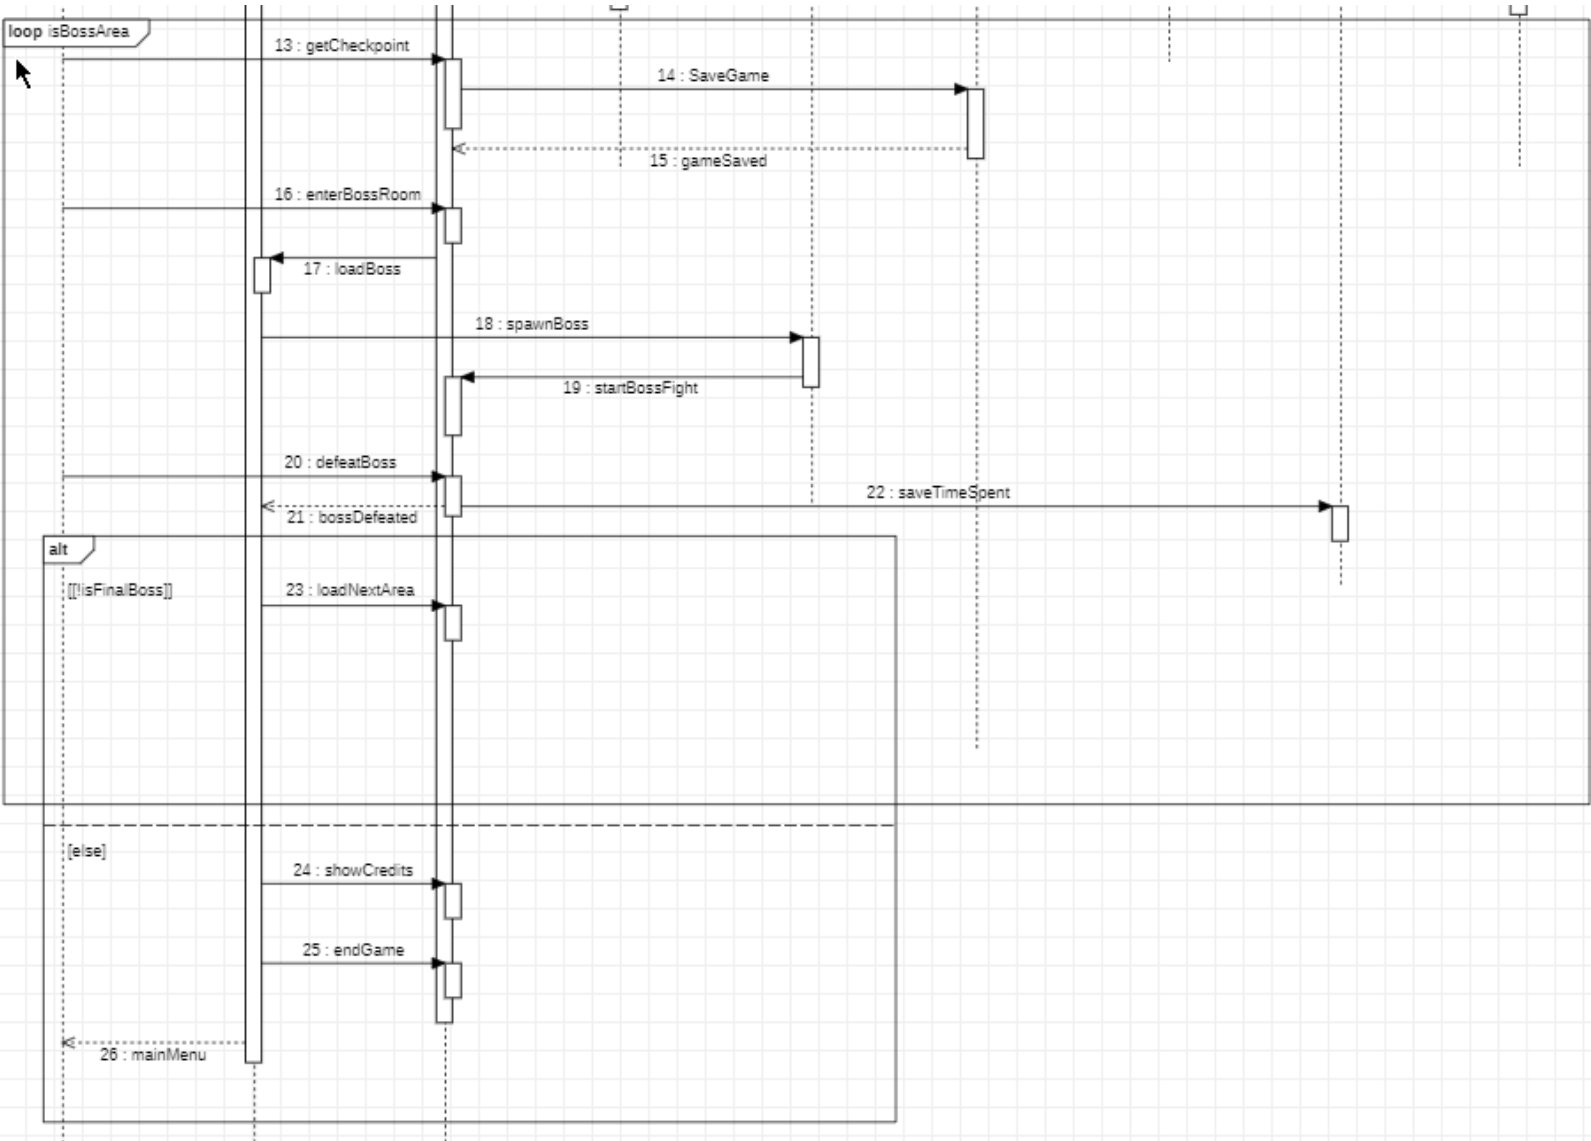 loop isBossArea
13 : getCheckpoint
14 : SaveGame
15 : gameSaved
16 : enterBossRoom
17 : loadBoss
18 : spawnBoss
19 : startBossFight
20 : defeatBoss
22 : saveTimeSpent
21 : bossDefeated
alt
[[!isFinalBoss]]
23 : loadNextArea
[else]
24 : showCredits
25 : endGame
26 : mainMenu